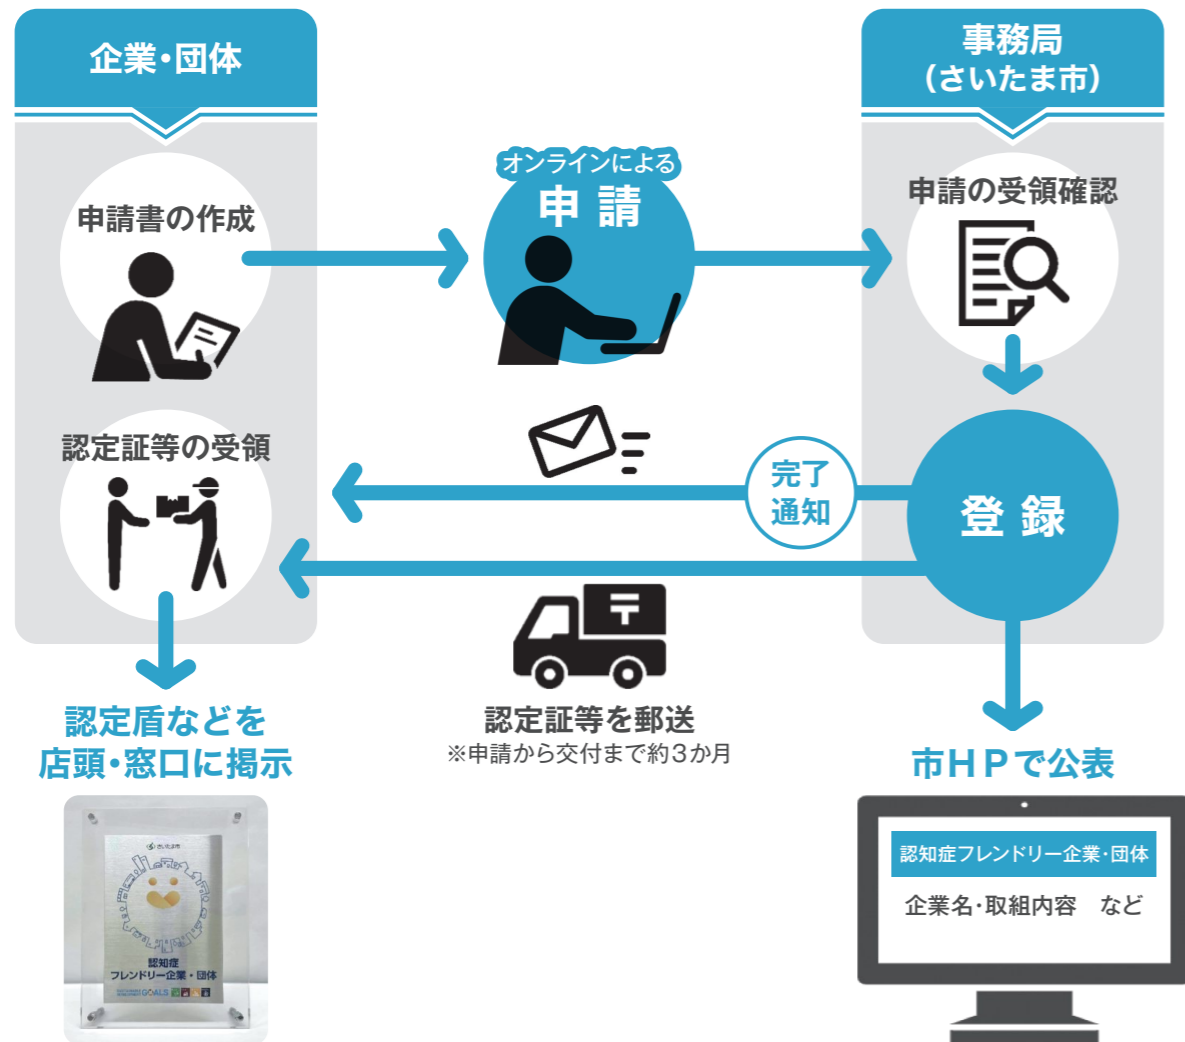 企業・団体
事務局
（さいたま市）
申請書の作成
オンラインによる
申請
申請の受領確認
認定証等の受領
完了
通知
登録
〒
認定証等を郵送
※申請から交付まで約3か月
認定盾などを
店頭・窓口に掲示
市HPで公表
さいたま市
認知症
フレンドリー企業・団体
GOALS
認知症フレンドリー企業・団体
企業名・取組内容　など